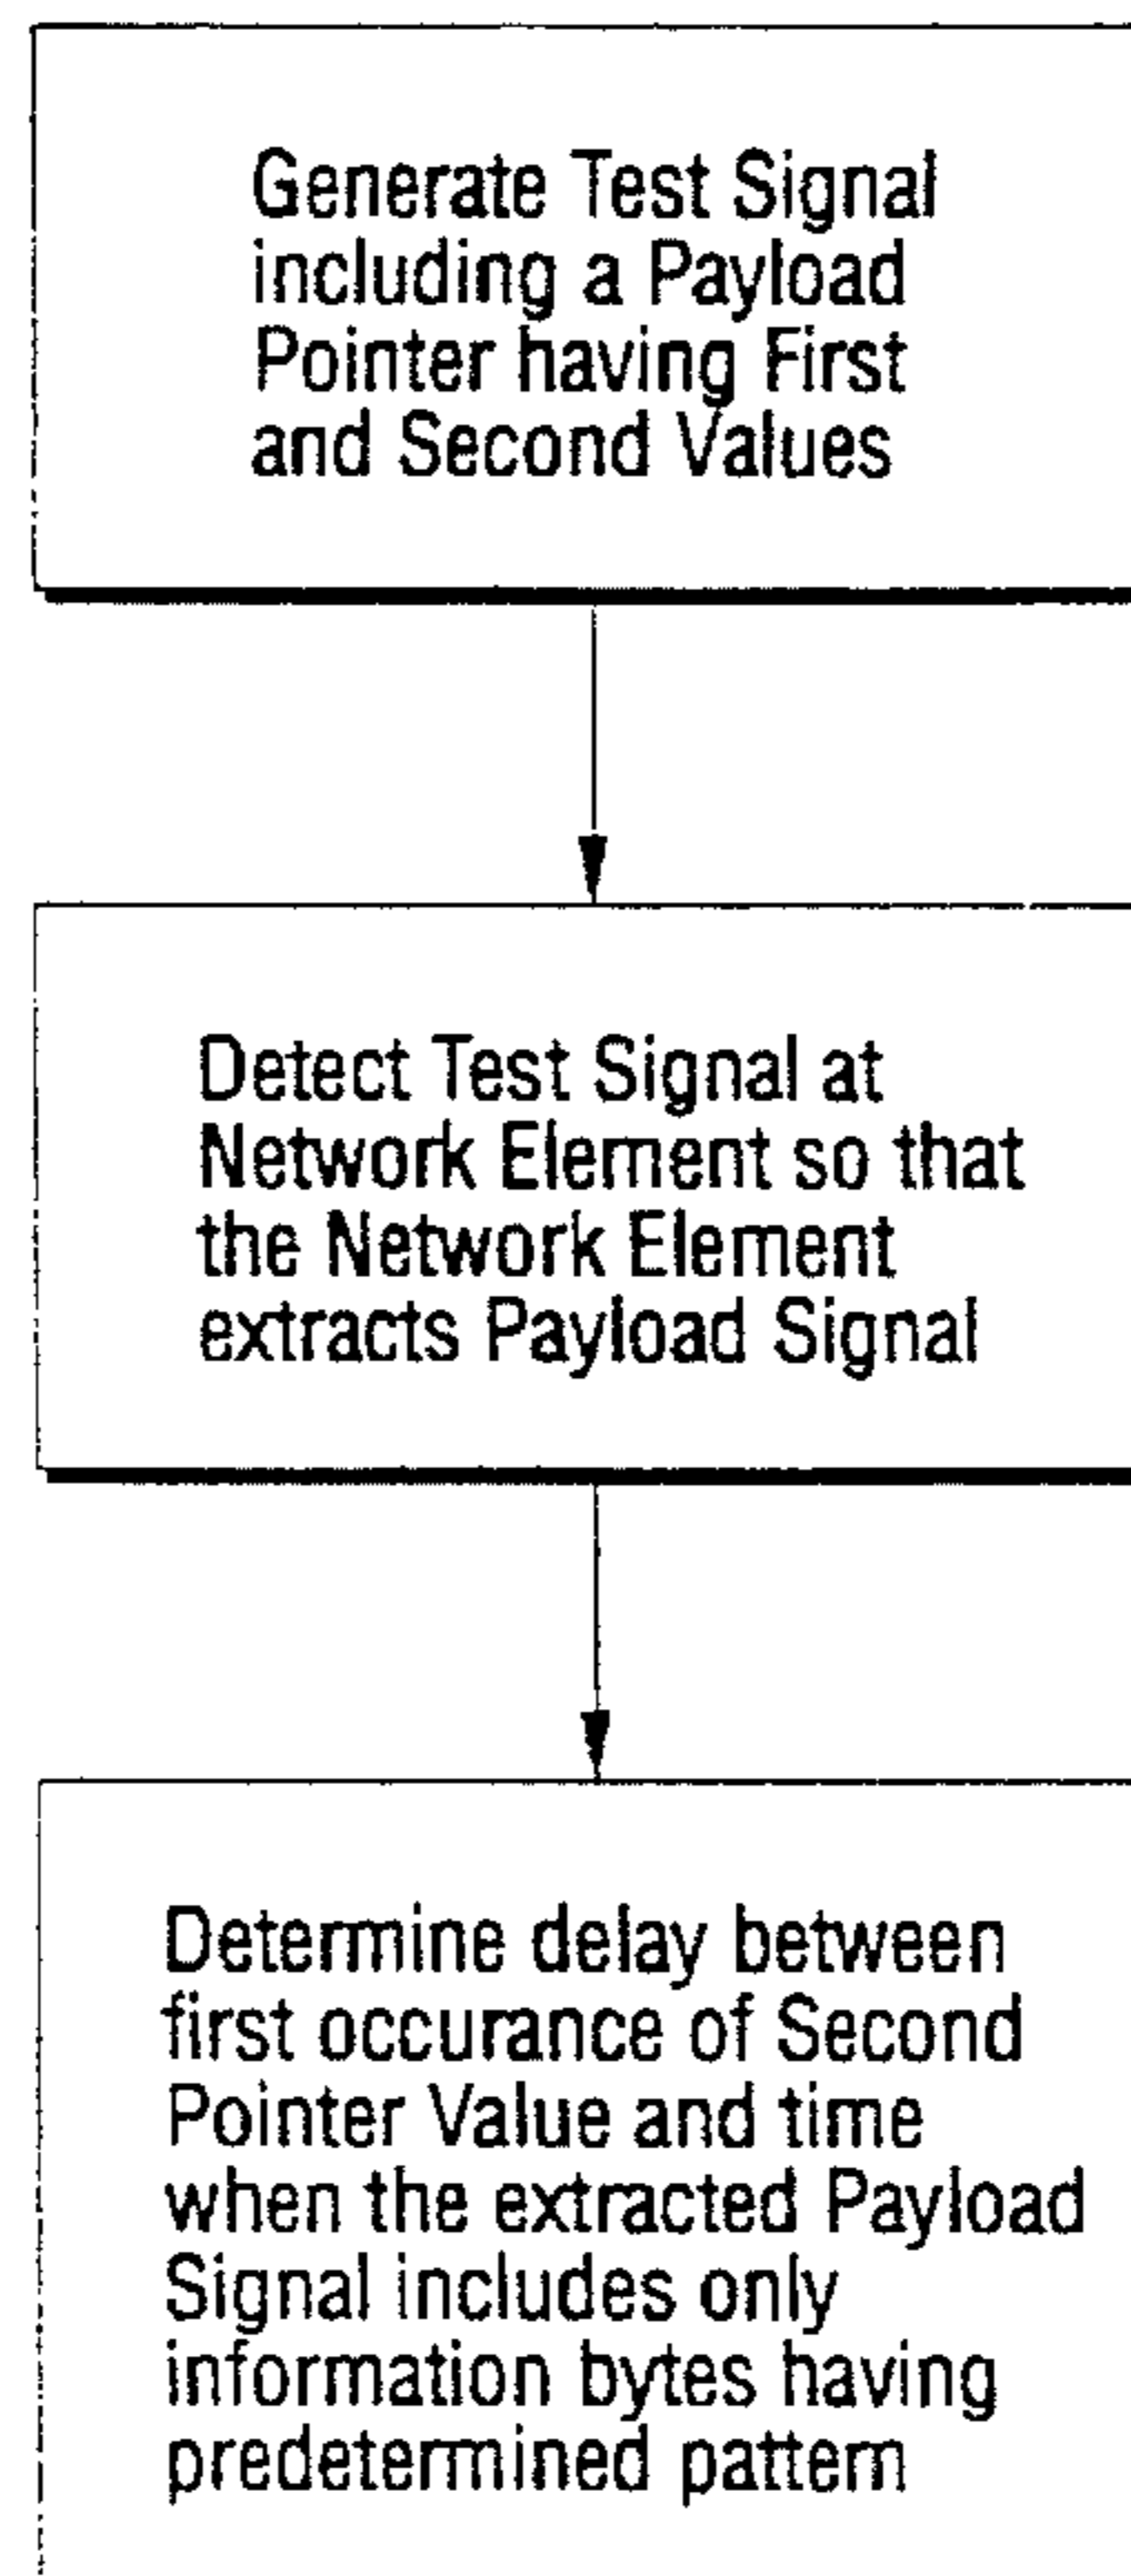 Generate Test Signal
including a Payload
Pointer having First
and Second Values
Detect Test Signal at
Network Element so that
the Network Element
extracts Payload Signal
Determine delay between
first occurance of Second
Pointer Value and time
when the extracted Payload
Signal includes only
information bytes having
predetermined pattern